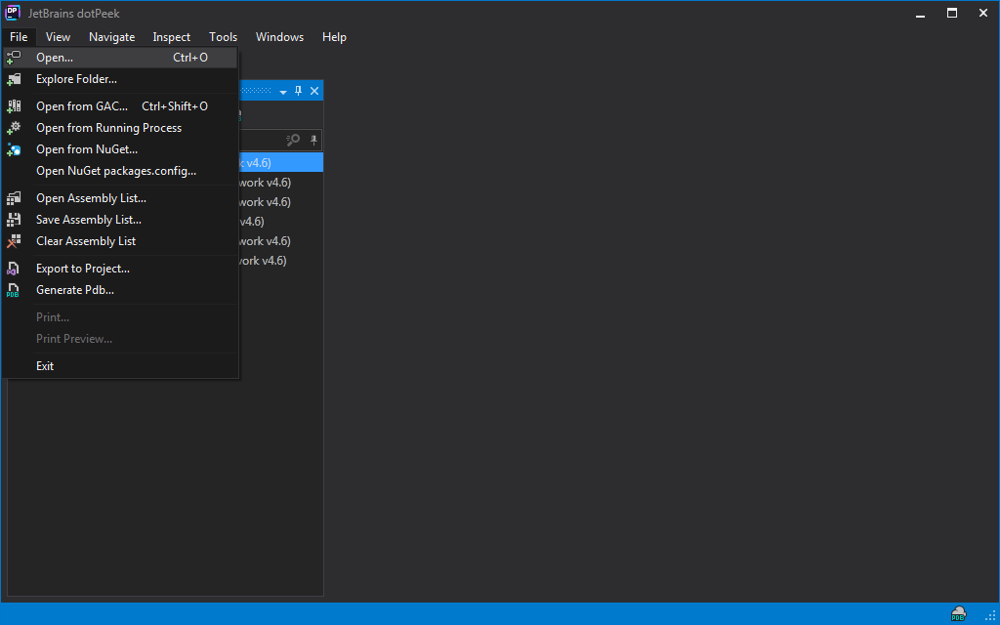 DP JetBrains dotPeek
File View Navigate Inspect Tools Windows Help
Open... Ctrl+O
Explore Folder...
Open from GAC... Ctrl+Shift+O
Open from Running Process
Open from NuGet...
v4.6)
Open NuGet packages.config...
work v4.6)
Open Assembly List...
work v4.6)
Save Assembly List...
v4.6)
Clear Assembly List
work v4.6)
work v4.6)
Export to Project...
PDB Generate Pdb...
Print...
Print Preview...
Exit
PDB